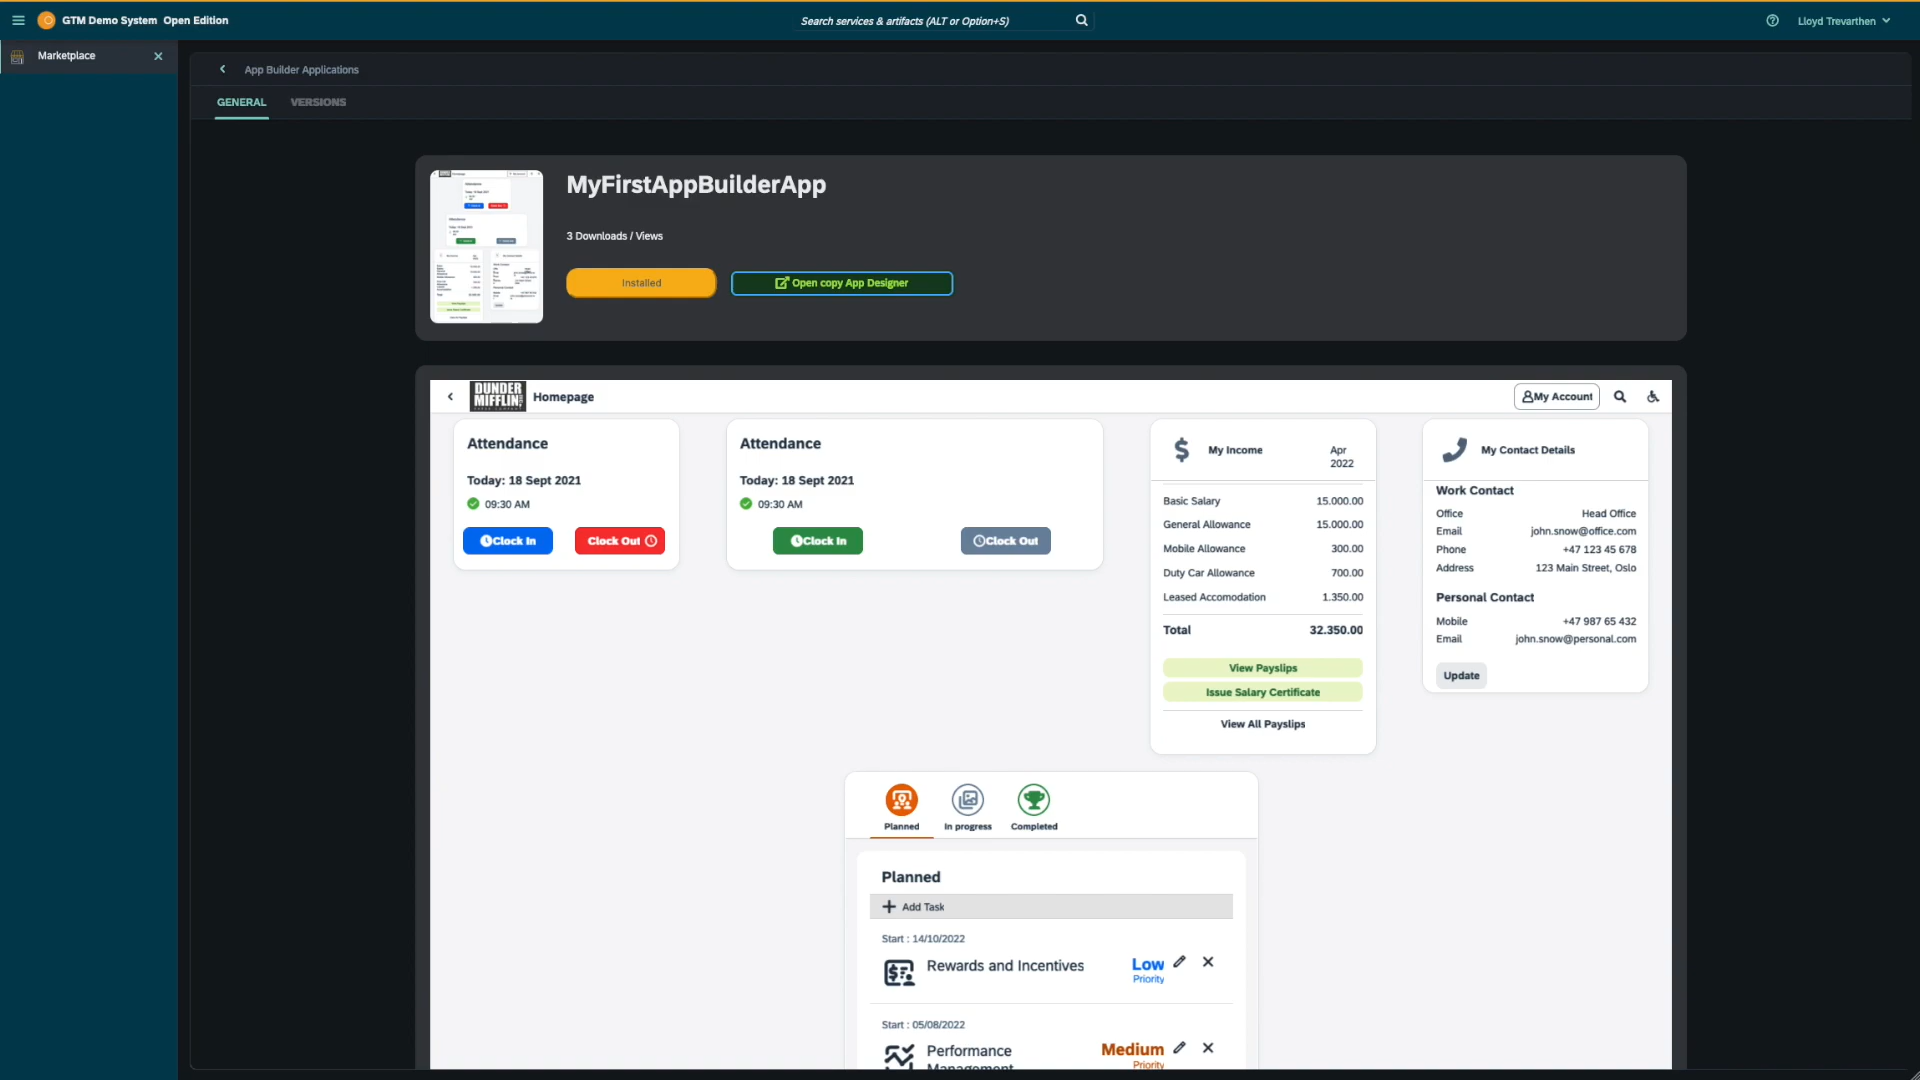 GTM Demo System Open Edition
Search services & artifacts (ALT or Option+S)
Lloyd Trevarthen
Marketplace
App Builder Applications
GENERAL
VERSIONS
MyFirstAppBuilderApp
3 Downloads / Views
Installed
Open copy App Designer
DUNDER
MIFFLIN
Homepage
My Account
Attendance
Today: 18 Sept 2021
09:30 AM
Clock In
Clock Out
Attendance
Today: 18 Sept 2021
09:30 AM
Clock In
Clock Out
My Income
Apr
2022
Basic Salary 15.000.00
General Allowance 15.000.00
Mobile Allowance 300.00
Duty Car Allowance 700.00
Leased Accomodation 1.350.00
Total 32.350.00
View Payslips
Issue Salary Certificate
View All Payslips
My Contact Details
Work Contact
Office Head Office
Email john.snow@office.com
Phone +47 123 45 678
Address 123 Main Street, Oslo
Personal Contact
Mobile +47 987 65 432
Email john.snow@personal.com
Update
Planned
In progress
Completed
Planned
Add Task
Start : 14/10/2022
Rewards and Incentives
Low
Priority
Start : 05/08/2022
Performance
Management
Medium
Priority